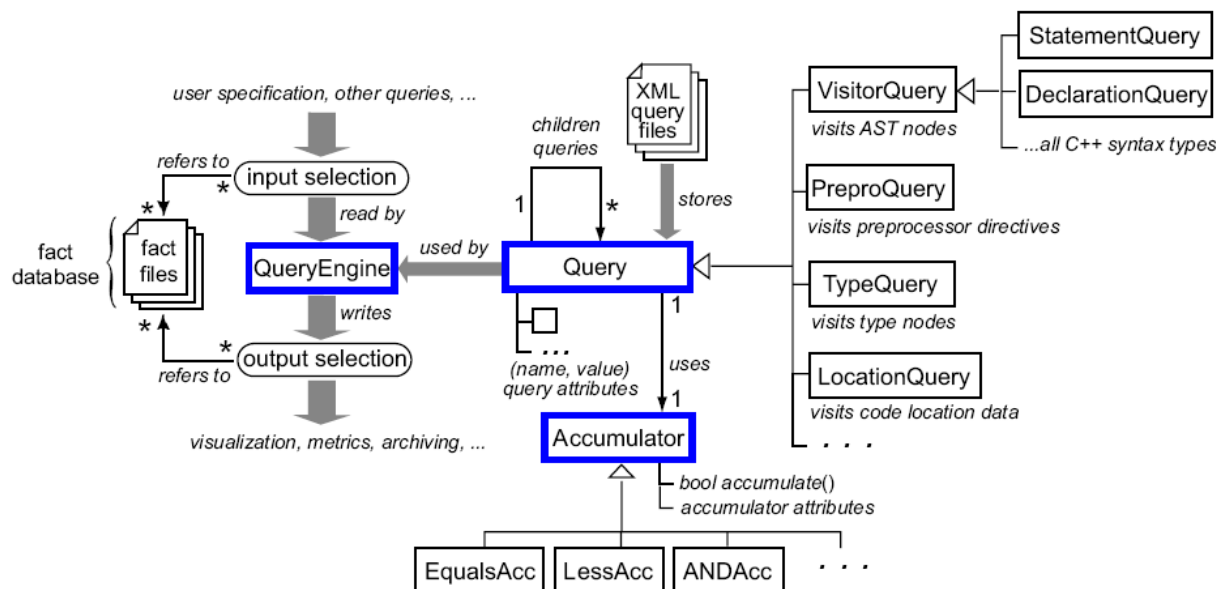 StatementQuery
VisitorQuery
DeclarationQuery
visits AST nodes
...all C++ syntax types
XML
query
files
user specification, other queries, ...
children
queries
refers to
*
input selection
PreproQuery
visits preprocessor directives
stores
*
1
*
read by
fact
database
fact
files
QueryEngine
used by
Query
TypeQuery
visits type nodes
*
writes
1
*
output selection
refers to
...
(name, value)
query attributes
uses
LocationQuery
visits code location data
1
. . .
visualization, metrics, archiving, ...
Accumulator
bool accumulate()
accumulator attributes
EqualsAcc
LessAcc
ANDAcc
. . .